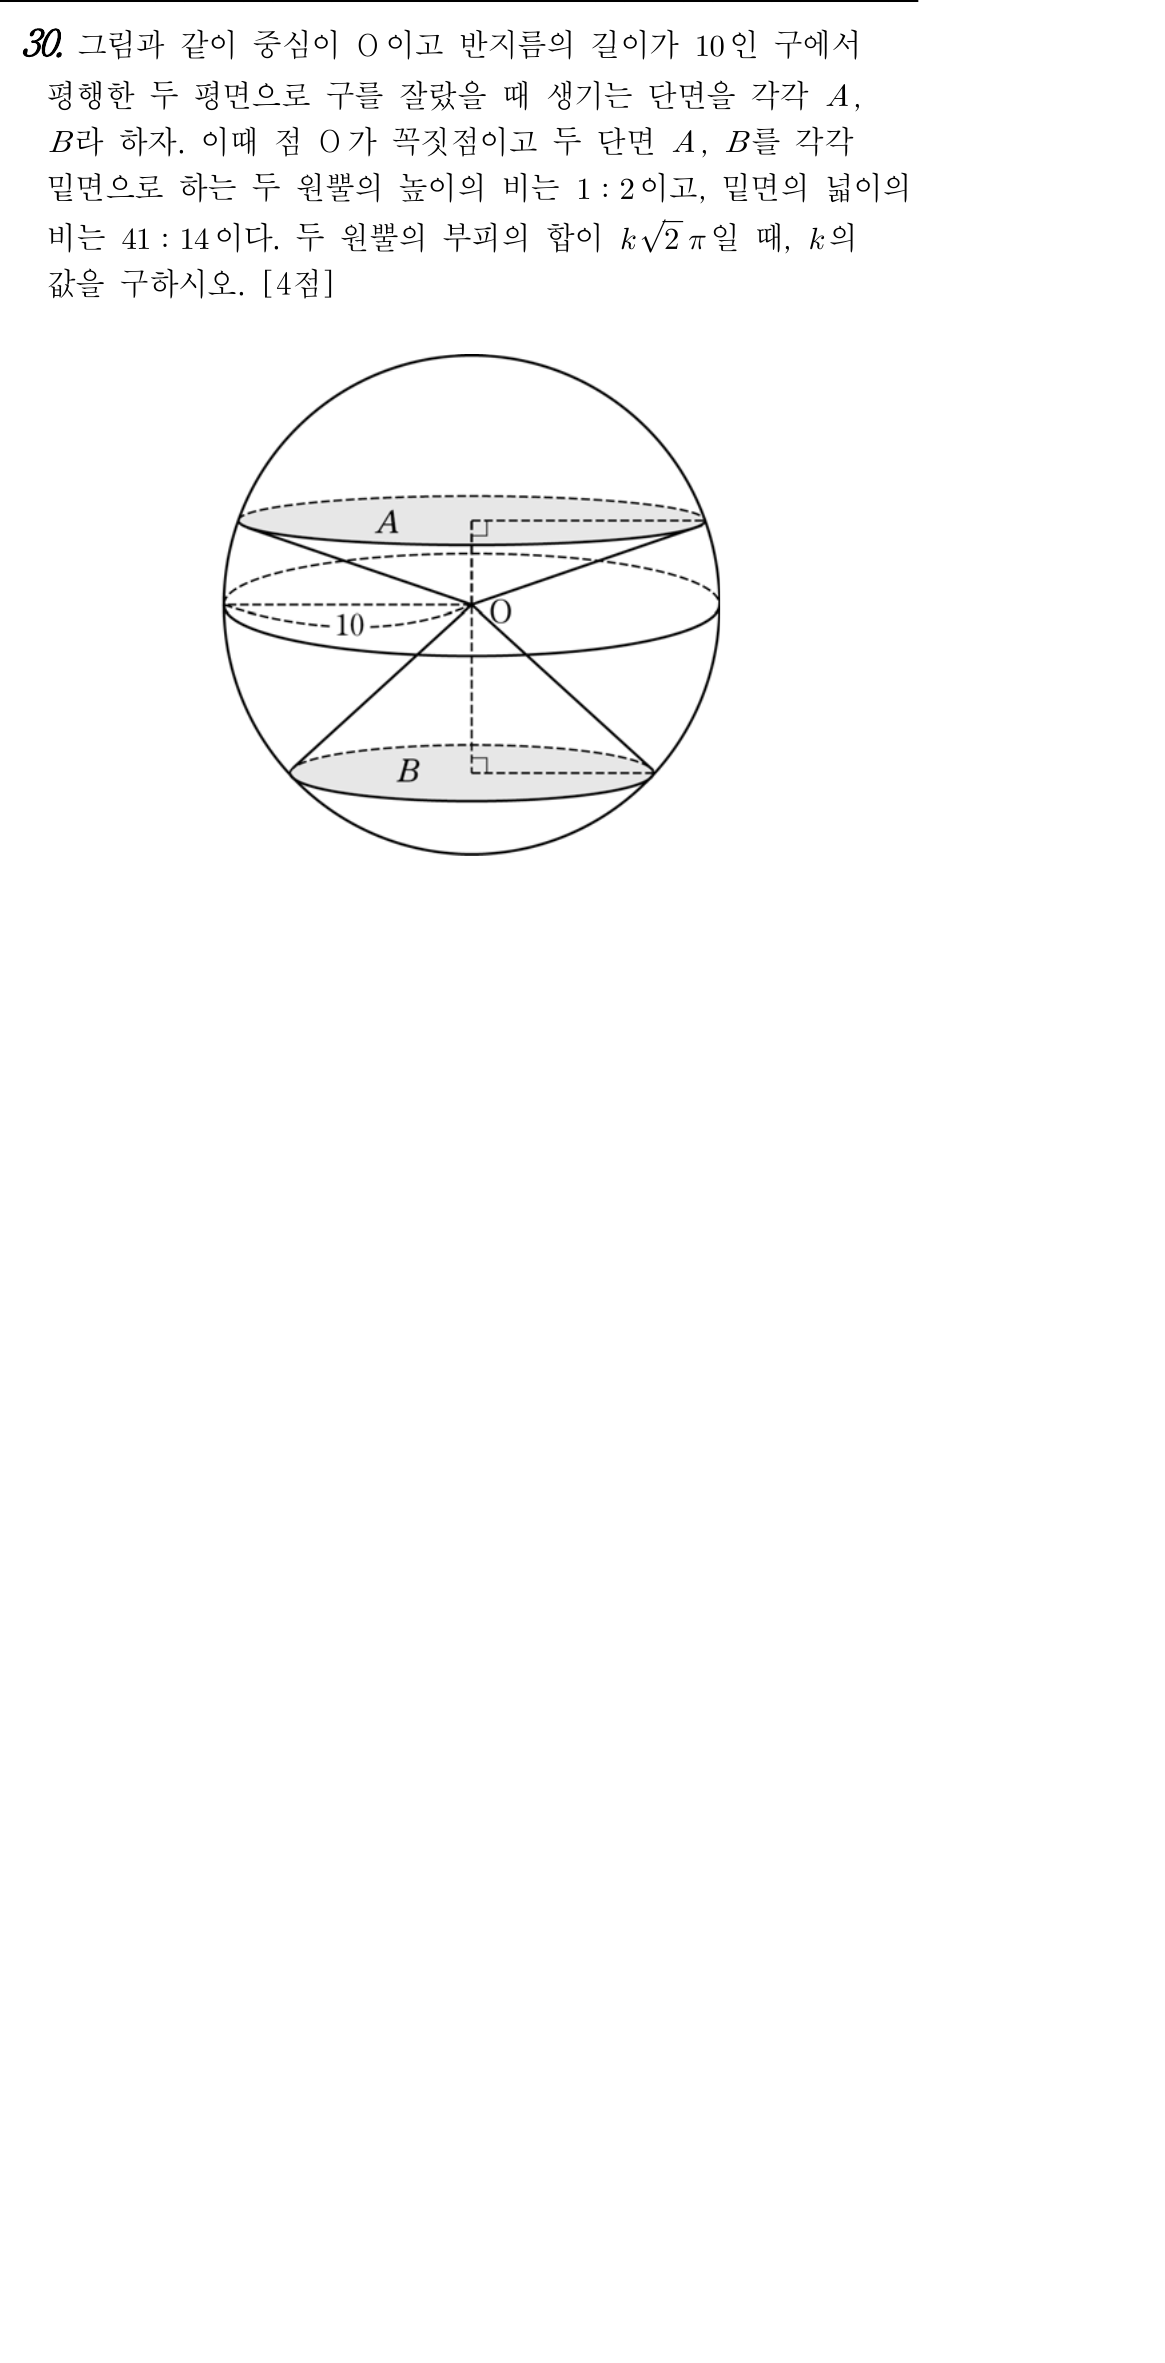 30. 그림과 같이 중심이 O이고 반지름의 길이가 10인 구에서
평행한 두 평면으로 구를 잘랐을 때 생기는 단면을 각각 A,
B라 하자. 이때 점 O가 꼭짓점이고 두 단면 A, B를 각각
밑면으로 하는 두 원뿔의 높이의 비는 1 : 2이고, 밑면의 넓이의
비는 41 : 14이다. 두 원뿔의 부피의 합이 k√2 π일 때, k의
값을 구하시오. [4점]
A
O
10
B